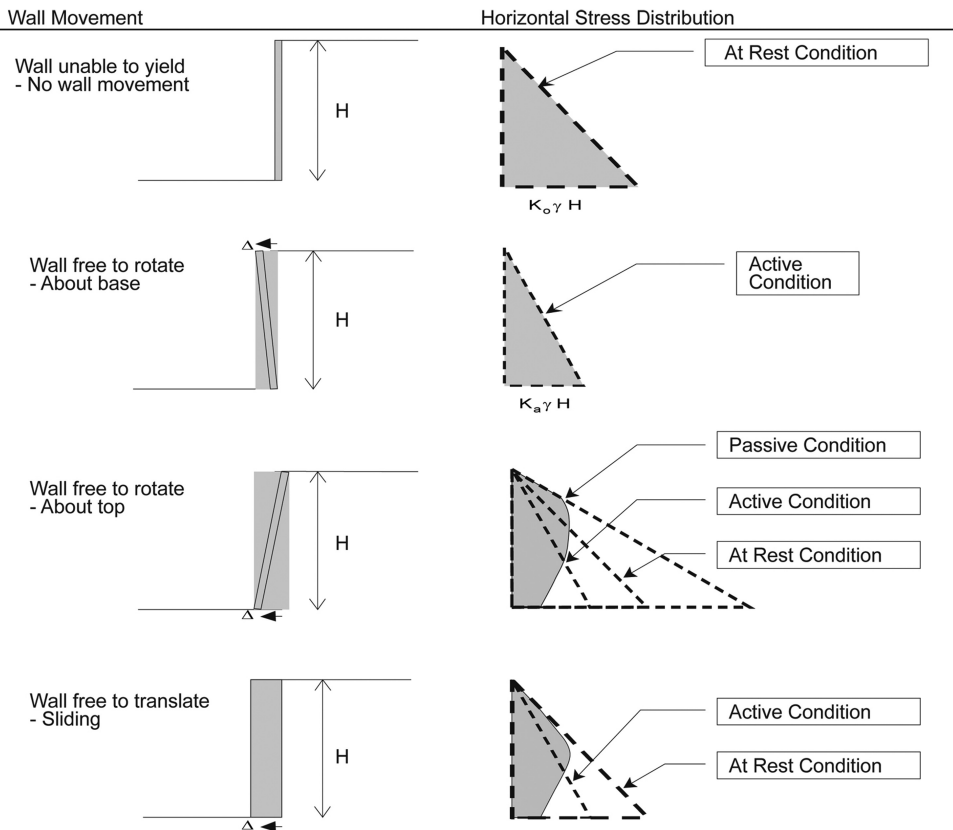 Wall Movement
Horizontal Stress Distribution
Wall unable to yield
- No wall movement
H
At Rest Condition
Kₒ γ H
Δ
Wall free to rotate
- About base
H
Active
Condition
Kₐ γ H
Wall free to rotate
- About top
H
Δ
Passive Condition
Active Condition
At Rest Condition
Wall free to translate
- Sliding
H
Δ
Active Condition
At Rest Condition